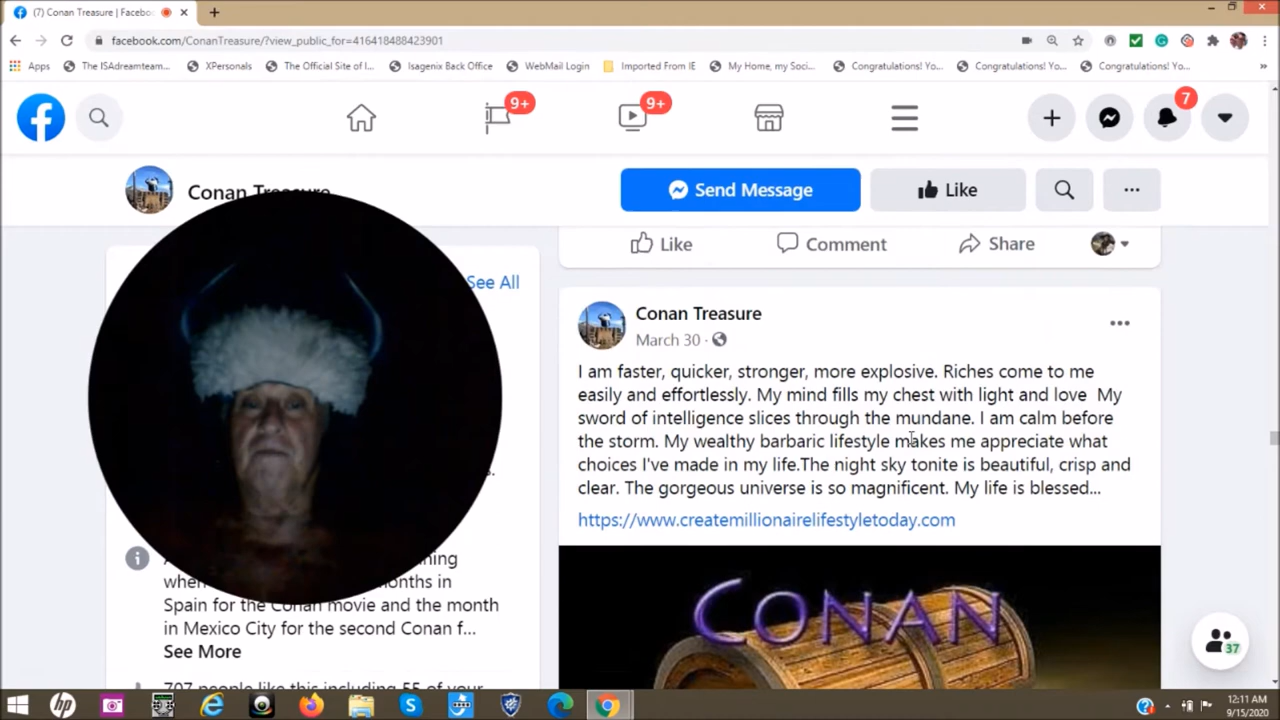 (7) Conan Treasure | Faceboo
facebook.com/ConanTreasure/?view_public_for=416418488423901
Apps The ISAdreamteam... XPersonals The Official Site of I... Isagenix Back Office WebMail Login Imported From IE My Home, my Soci... Congratulations! Yo... Congratulations! Yo... Congratulations! Yo... »
9+ 9+ 7
Conan Treasure
Send Message Like
See All
Like Comment Share
Conan Treasure
March 30 ·
I am faster, quicker, stronger, more explosive. Riches come to me
easily and effortlessly. My mind fills my chest with light and love My
sword of intelligence slices through the mundane. I am calm before
the storm. My wealthy barbaric lifestyle makes me appreciate what
choices I've made in my life.The night sky tonite is beautiful, crisp and
clear. The gorgeous universe is so magnificent. My life is blessed...
https://www.createmillionairelifestyletoday.com
CONAN
Spain for the Conan movie and the month
in Mexico City for the second Conan f...
See More
707 people like this including 55 of your
37
12:11 AM
9/15/2020